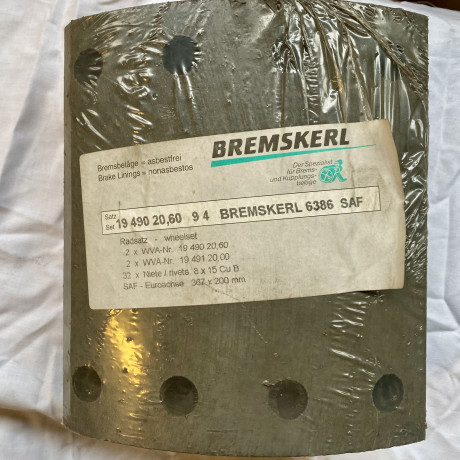 BREMSKERL
Bremsbeläge = asbestfrei
Brake Linings = nonasbestos
Der Spezialist
für Brems-
und Kupplungs-
beläge
Satz
Set 19 490 20,60 9 4 BREMSKERL 6386 SAF
Radsatz - wheelset
2 x WVA-Nr. 19 490 20,60
2 x WVA-Nr. 19 491 20,00
32 x Niete / rivets 8 x 15 Cu B
SAF - Euroachse 367 x 200 mm